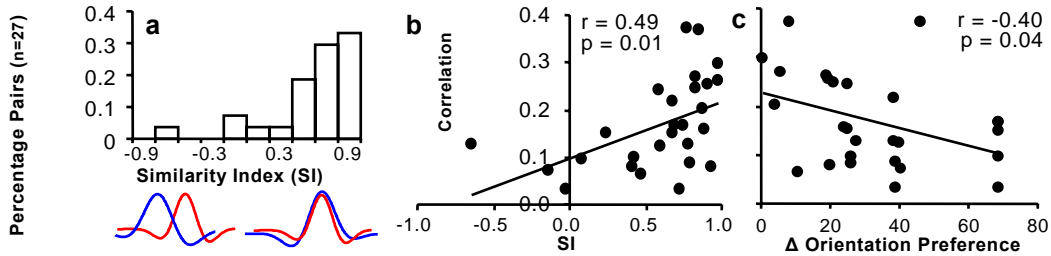 Percentage Pairs (n=27)
a
0.4
0.3
0.2
0.1
0
-0.9
-0.3
0.3
0.9
Similarity Index (SI)
b
Correlation
0.4
0.3
0.2
0.1
0.0
r = 0.49
p = 0.01
-1.0
-0.5
0.0
0.5
1.0
SI
c
r = -0.40
p = 0.04
0
20
40
60
80
Δ Orientation Preference